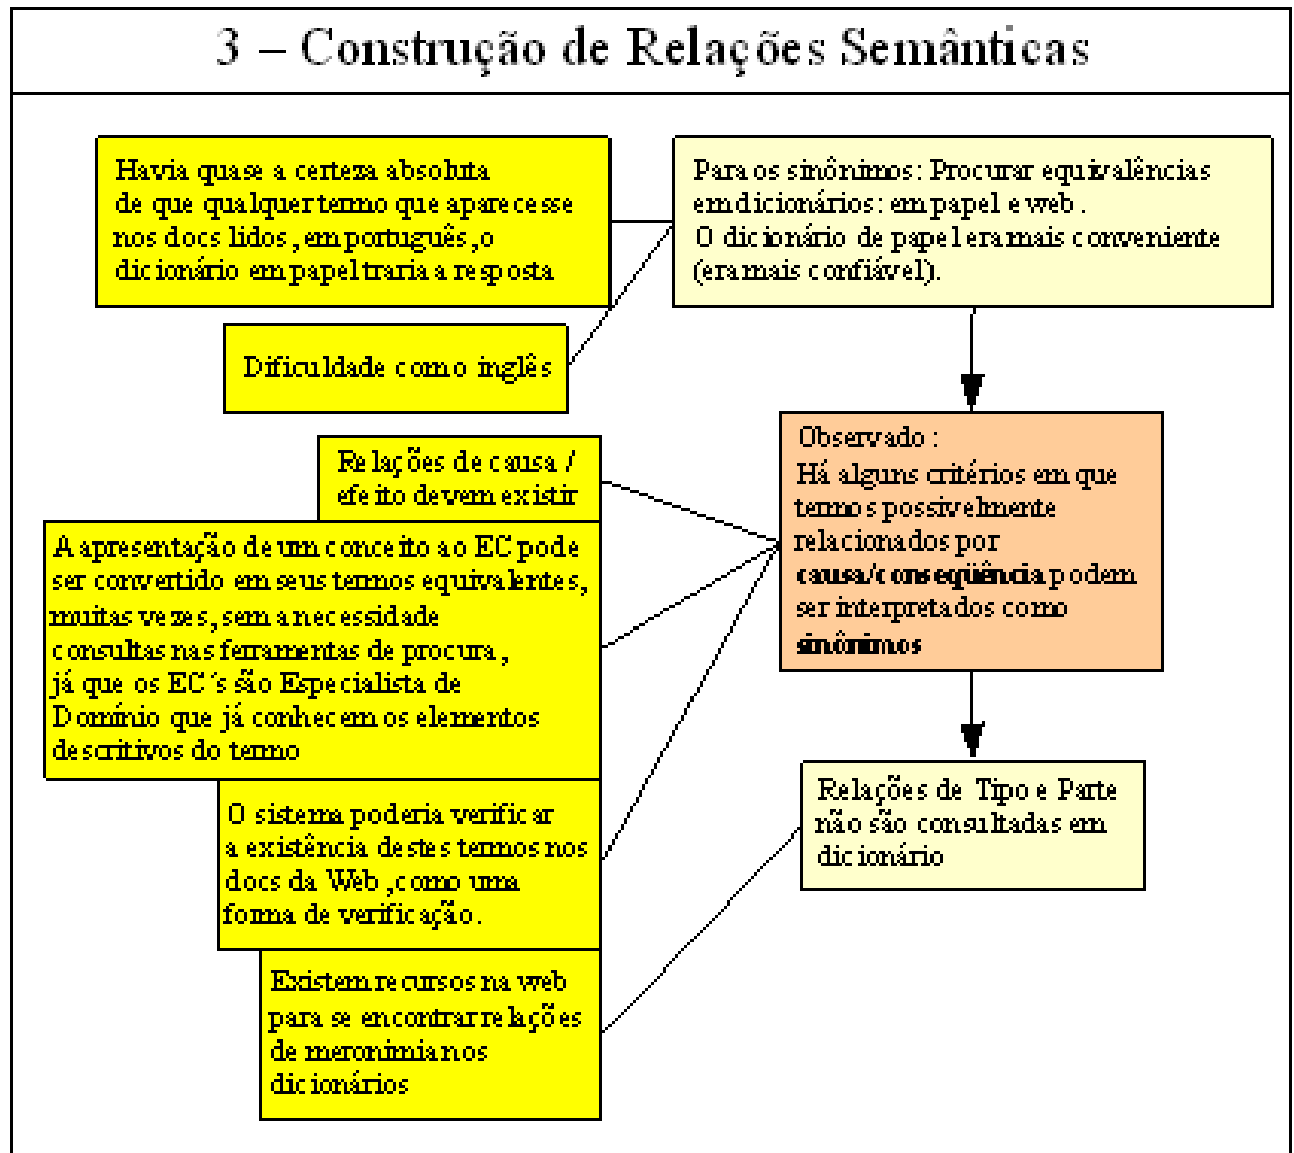 3 – Construção de Relações Semânticas
Havia quase a certeza absoluta
de que qualquer termo que aparecesse
nos docs lidos, em português, o
dicionário em papel traria a resposta
Para os sinônimos: Procurar equivalências
em dicionários: em papel e web.
O dicionário de papel era mais conveniente
(era mais confiável).
Dificuldade com o inglês
Observado :
Há alguns critérios em que
termos possivelmente
relacionados por
causa/conseqüência podem
ser interpretados como
sinônimos
Relações de causa /
efeito devem existir
A apresentação de um conceito ao EC pode
ser convertido em seus termos equivalentes,
muitas vezes, sem a necessidade
consultas nas ferramentas de procura,
já que os EC´s são Especialista de
Domínio que já conhecem os elementos
descritivos do termo
O sistema poderia verificar
a existência destes termos nos
docs da Web, como uma
forma de verificação.
Relações de Tipo e Parte
não são consultadas em
dicionário
Existem recursos na web
para se encontrar relações
de meronimia nos
dicionários